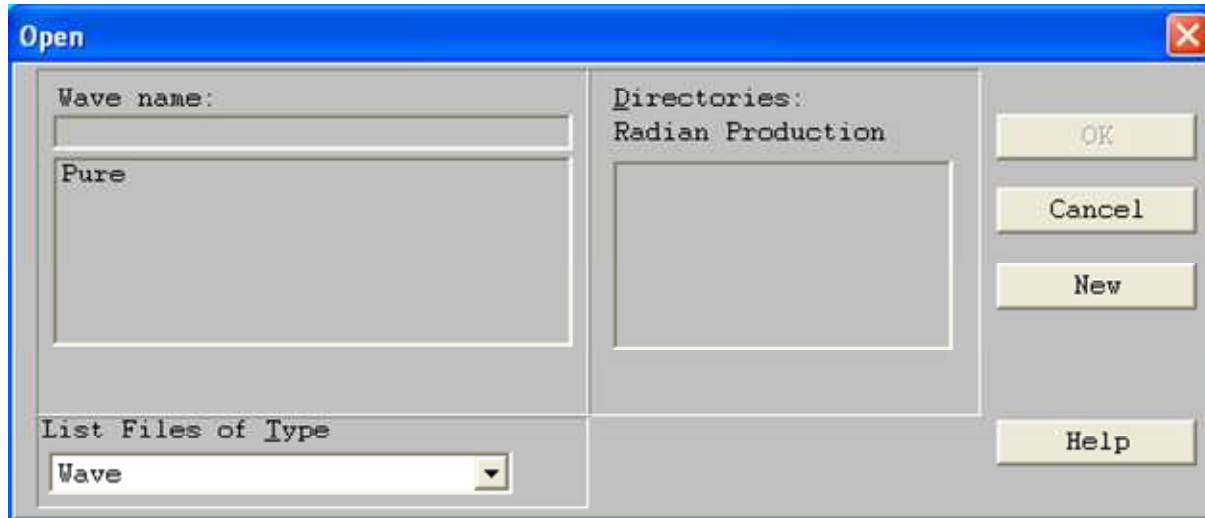 Open
Wave name:
Pure
Directories:
Radian Production
OK
Cancel
New
List Files of Type
Wave
Help